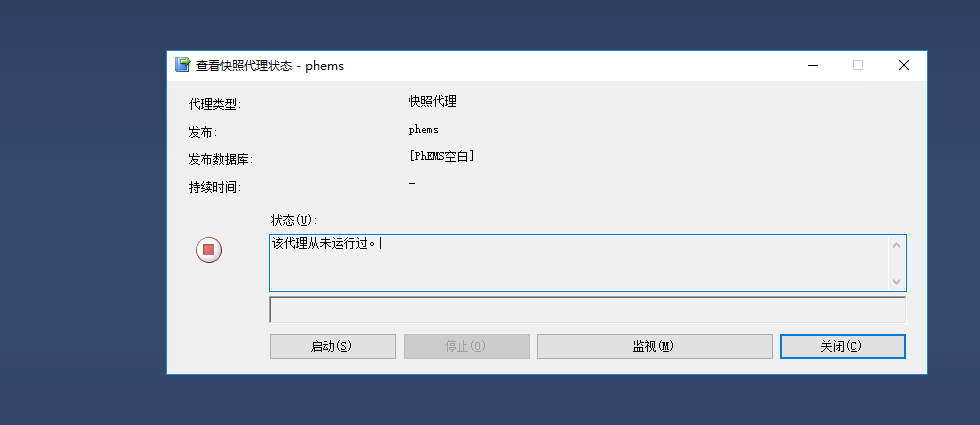 查看快照代理状态 - phems
代理类型: 快照代理
发布: phems
发布数据库: [PhEMS空白]
持续时间: -
状态(U):
该代理从未运行过。
启动(S) 停止(O) 监视(M) 关闭(C)